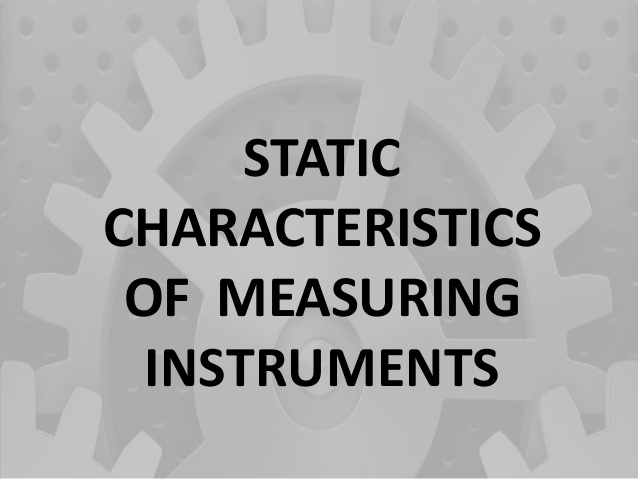 STATIC
CHARACTERISTICS
OF MEASURING
INSTRUMENTS